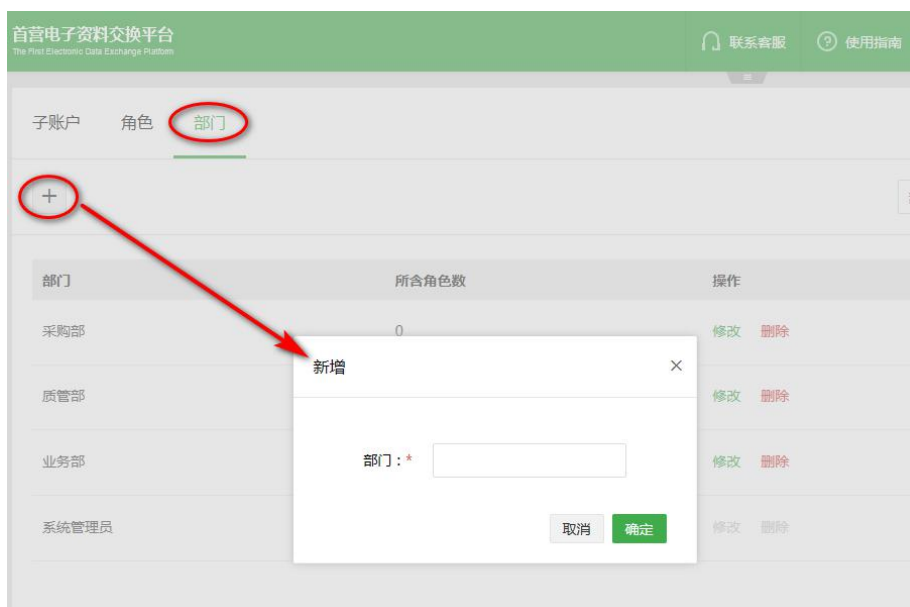 首营电子资料交换平台
The First Electronic Data Exchange Platform
联系客服 ? 使用指南
子账户 角色 部门
+
部门 所含角色数 操作
采购部 0 修改 删除
新增 ×
质管部 修改 删除
部门：*
业务部 修改 删除
系统管理员 修改 删除
取消 确定